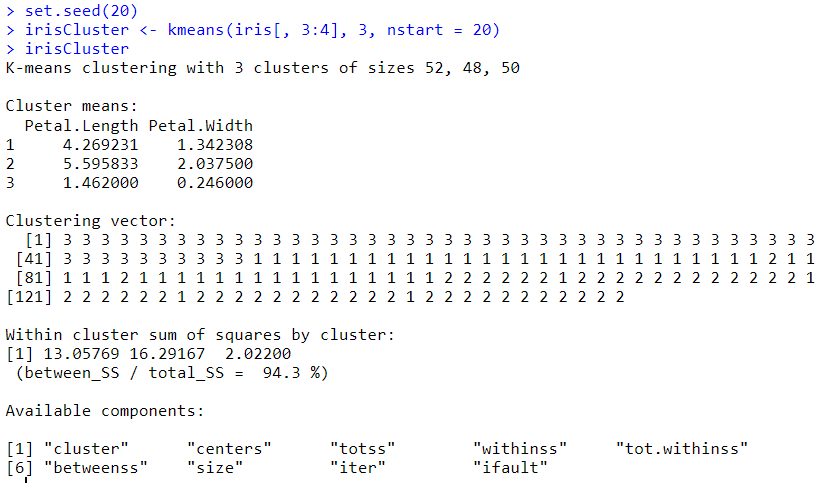 > set.seed(20)
> irisCluster <- kmeans(iris[, 3:4], 3, nstart = 20)
> irisCluster
K-means clustering with 3 clusters of sizes 52, 48, 50
Cluster means:
  Petal.Length Petal.Width
1     4.269231    1.342308
2     5.595833    2.037500
3     1.462000    0.246000
Clustering vector:
  [1] 3 3 3 3 3 3 3 3 3 3 3 3 3 3 3 3 3 3 3 3 3 3 3 3 3 3 3 3 3 3 3 3 3 3 3 3 3 3 3 3
 [41] 3 3 3 3 3 3 3 3 3 3 1 1 1 1 1 1 1 1 1 1 1 1 1 1 1 1 1 1 1 1 1 1 1 1 1 1 1 2 1 1
 [81] 1 1 1 2 1 1 1 1 1 1 1 1 1 1 1 1 1 1 1 1 2 2 2 2 2 2 1 2 2 2 2 2 2 2 2 2 2 2 2 1
[121] 2 2 2 2 2 2 1 2 2 2 2 2 2 2 2 2 2 2 1 2 2 2 2 2 2 2 2 2 2 2
Within cluster sum of squares by cluster:
[1] 13.05769 16.29167  2.02200
 (between_SS / total_SS =  94.3 %)
Available components:
[1] "cluster"      "centers"      "totss"        "withinss"     "tot.withinss"
[6] "betweenss"    "size"         "iter"         "ifault"